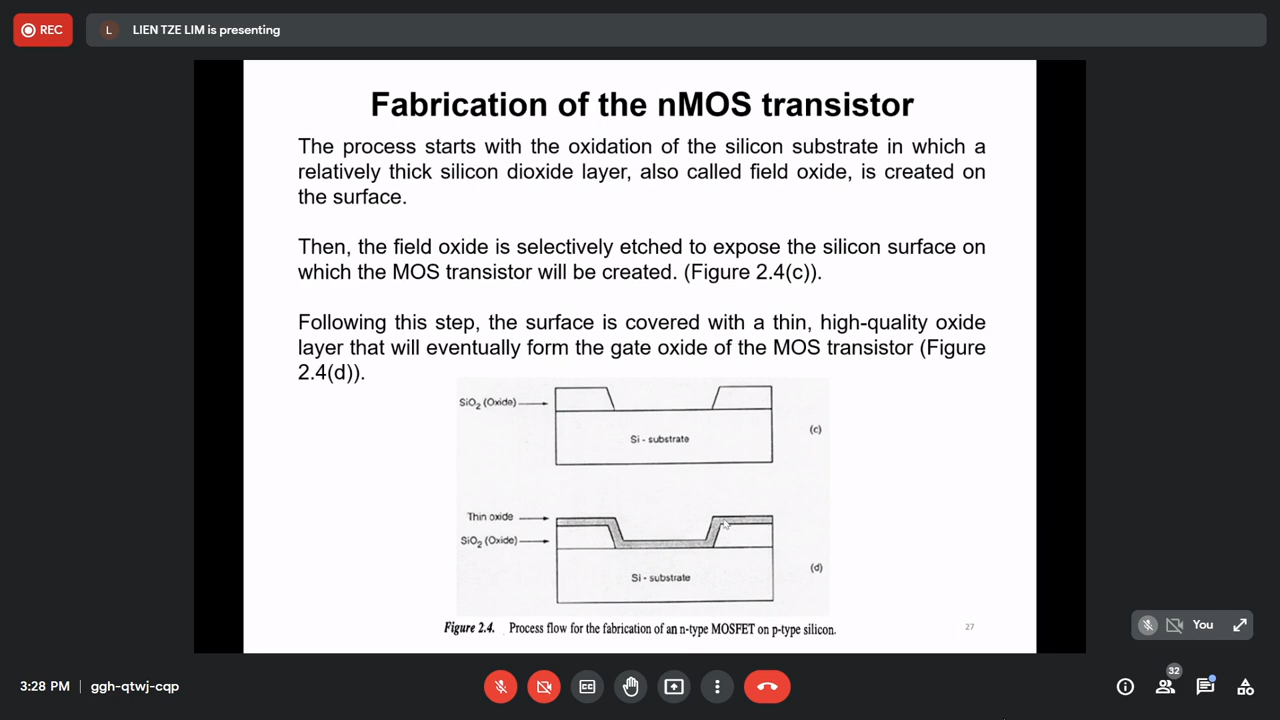 REC
L LIEN TZE LIM is presenting
Fabrication of the nMOS transistor
The process starts with the oxidation of the silicon substrate in which a
relatively thick silicon dioxide layer, also called field oxide, is created on
the surface.
Then, the field oxide is selectively etched to expose the silicon surface on
which the MOS transistor will be created. (Figure 2.4(c)).
Following this step, the surface is covered with a thin, high-quality oxide
layer that will eventually form the gate oxide of the MOS transistor (Figure
2.4(d)).
SiO₂ (Oxide)
Si - substrate
(c)
Thin oxide
SiO₂ (Oxide)
Si - substrate
(d)
Figure 2.4. Process flow for the fabrication of an n-type MOSFET on p-type silicon.
27
You
3:28 PM | ggh-qtwj-cqp
CC
32